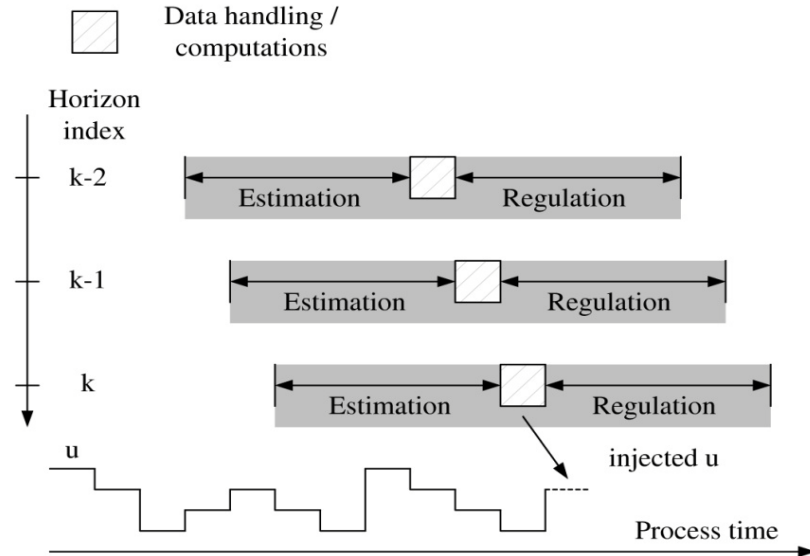 Data handling /
computations
Horizon
index
k-2
Estimation
Regulation
k-1
Estimation
Regulation
k
Estimation
Regulation
u
injected u
Process time